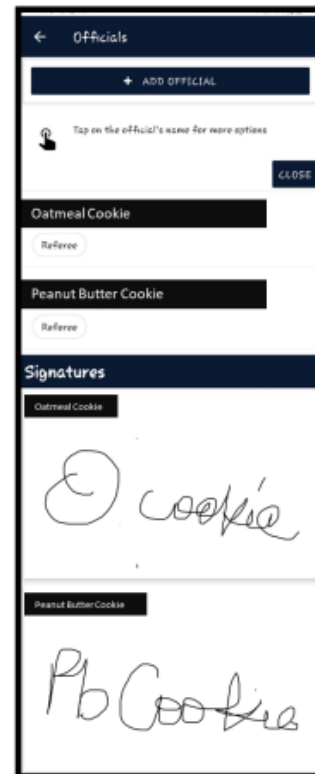 ← Officials
+ ADD OFFICIAL
Tap on the official's name for more options
CLOSE
Oatmeal Cookie
Referee
Peanut Butter Cookie
Referee
Signatures
Oatmeal Cookie
O cookie
Peanut Butter Cookie
Pb Cookie